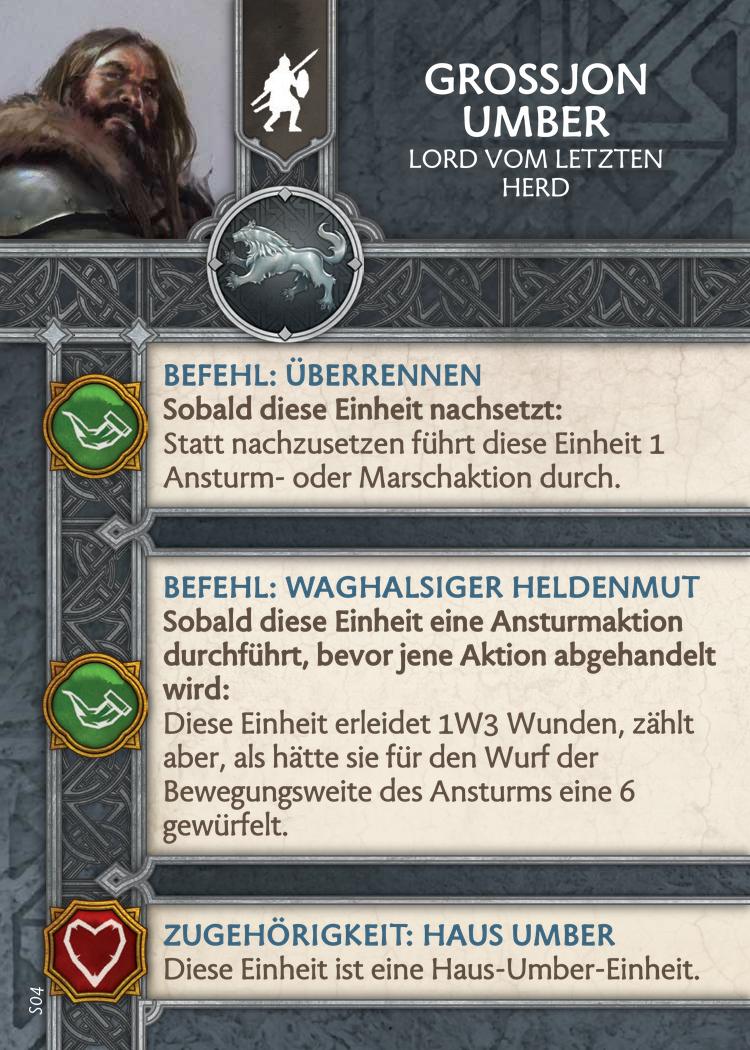 GROSSJON
UMBER
LORD VOM LETZTEN
HERD
BEFEHL: ÜBERRENNEN
Sobald diese Einheit nachsetzt:
Statt nachzusetzen führt diese Einheit 1
Ansturm- oder Marschaktion durch.
BEFEHL: WAGHALSIGER HELDENMUT
Sobald diese Einheit eine Ansturmaktion
durchführt, bevor jene Aktion abgehandelt
wird:
Diese Einheit erleidet 1W3 Wunden, zählt
aber, als hätte sie für den Wurf der
Bewegungsweite des Ansturms eine 6
gewürfelt.
ZUGEHÖRIGKEIT: HAUS UMBER
Diese Einheit ist eine Haus-Umber-Einheit.
S04